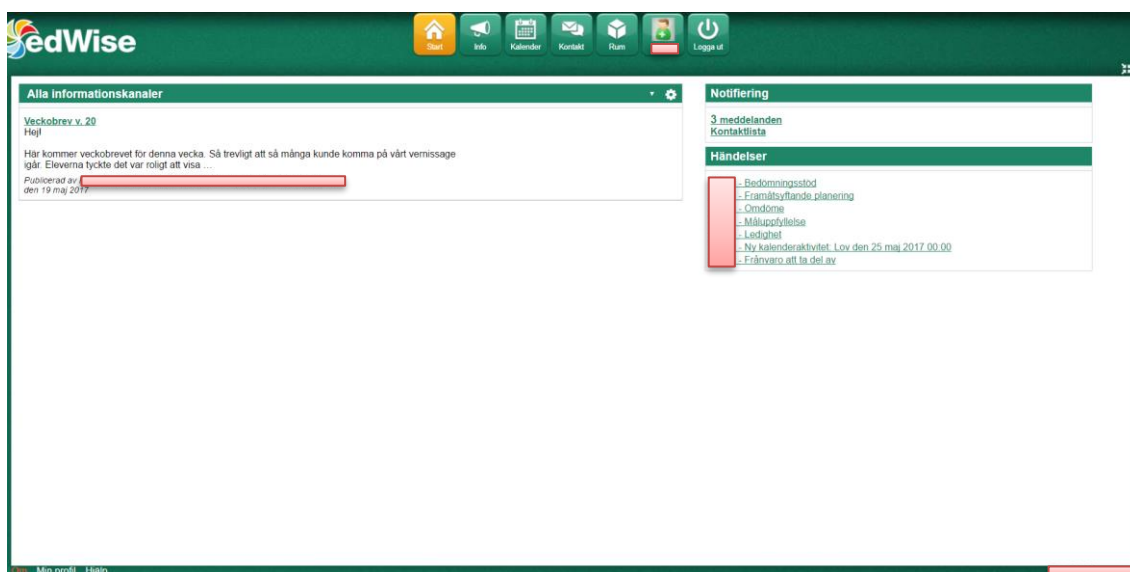 edWise
Start
Info
Kalender
Kontakt
Rum
Logga ut
Alla informationskanaler
Veckobrev v. 20
Hej!
Här kommer veckobrevet för denna vecka. Så trevligt att så många kunde komma på vårt vernissage
igår. Eleverna tyckte det var roligt att visa ...
Publicerad av
den 19 maj 2017
Notifiering
3 meddelanden
Kontaktlista
Händelser
- Bedömningsstöd
- Framåtsyftande planering
- Omdöme
- Måluppfyllelse
- Ledighet
- Ny kalenderaktivitet: Lov den 25 maj 2017 00:00
- Frånvaro att ta del av
Om Min profil Hjälp